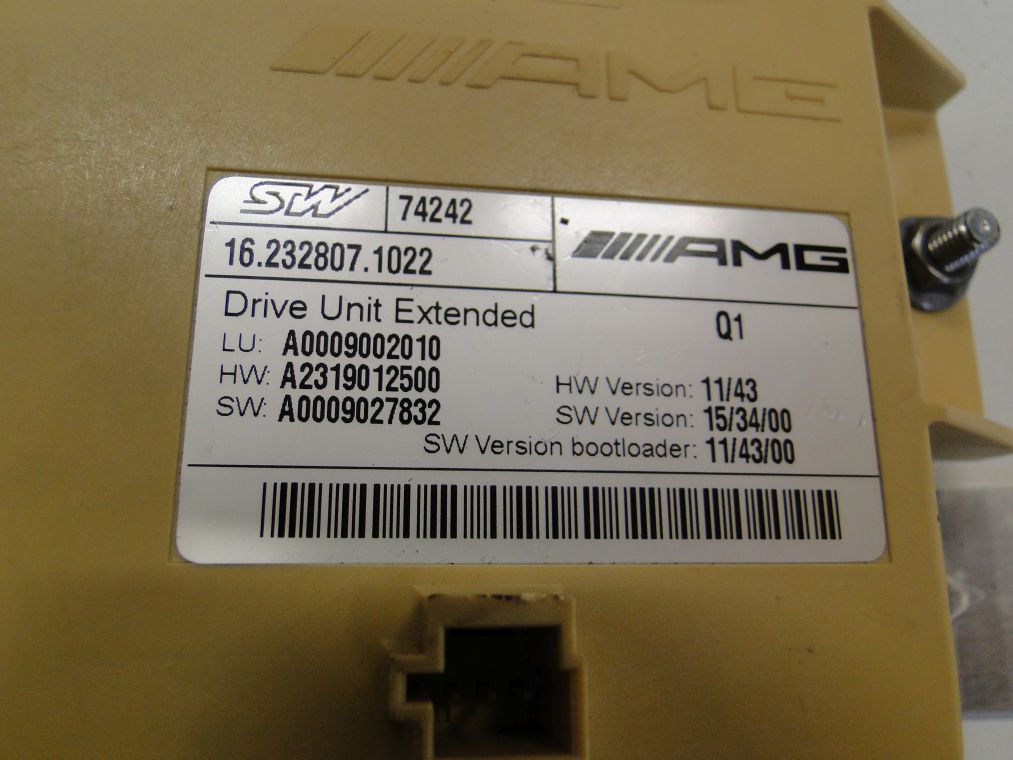 AMG
SW 74242
AMG
16.232807.1022
Drive Unit Extended
Q1
LU: A0009002010
HW: A2319012500
HW Version: 11/43
SW: A0009027832
SW Version: 15/34/00
SW Version bootloader: 11/43/00